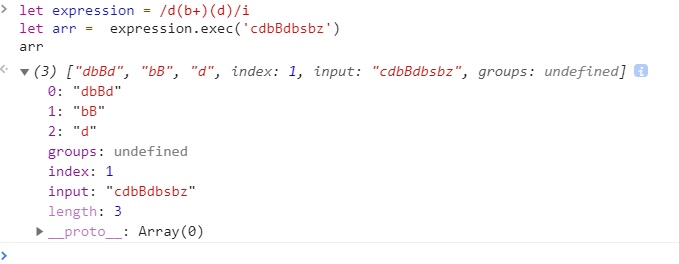 > let expression = /d(b+)(d)/i
let arr =  expression.exec('cdbBdbsbz')
arr
<· ▼ (3) ["dbBd", "bB", "d", index: 1, input: "cdbBdbsbz", groups: undefined] i
0: "dbBd"
1: "bB"
2: "d"
groups: undefined
index: 1
input: "cdbBdbsbz"
length: 3
▶ __proto__: Array(0)
>